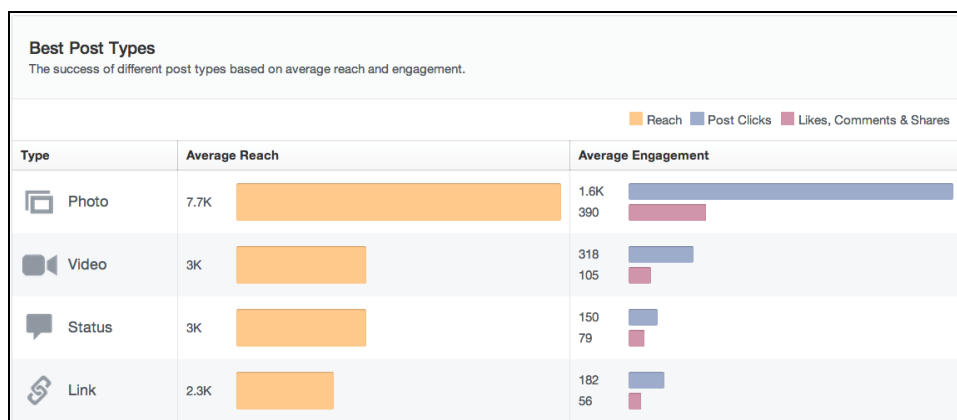 Best Post Types
The success of different post types based on average reach and engagement.
Reach Post Clicks Likes, Comments & Shares
Type Average Reach Average Engagement
Photo 7.7K 1.6K
390
Video 3K 318
105
Status 3K 150
79
Link 2.3K 182
56